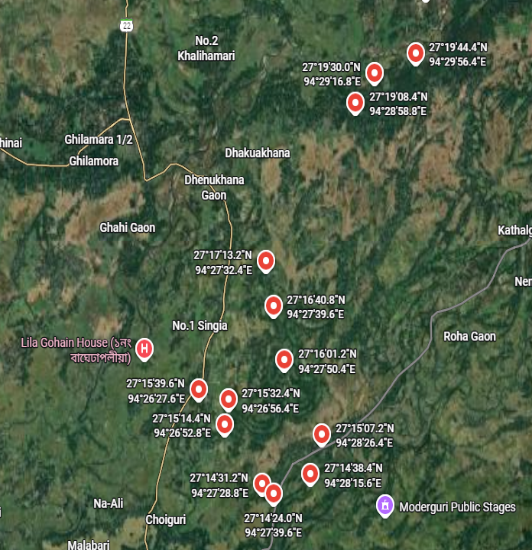 22
No.2
Khalihamari
27°19'44.4"N
94°29'56.4"E
27°19'30.0"N
94°29'16.8"E
27°19'08.4"N
94°28'58.8"E
hinai
Ghilamara 1/2
Ghilamora
Dhakuakhana
Dhenukhana
Gaon
Ghahi Gaon
Kathalg
27°17'13.2"N
94°27'32.4"E
Ner
27°16'40.8"N
94°27'39.6"E
No.1 Singia
Roha Gaon
Lila Gohain House (১নং
বাঘেঢাপলীয়া)
H
27°16'01.2"N
94°27'50.4"E
27°15'39.6"N
94°26'27.6"E
27°15'32.4"N
94°26'56.4"E
27°15'14.4"N
94°26'52.8"E
27°15'07.2"N
94°28'26.4"E
27°14'38.4"N
94°28'15.6"E
27°14'31.2"N
94°27'28.8"E
27°14'24.0"N
94°27'39.6"E
Na-Ali
Moderguri Public Stages
Choiguri
Malabari